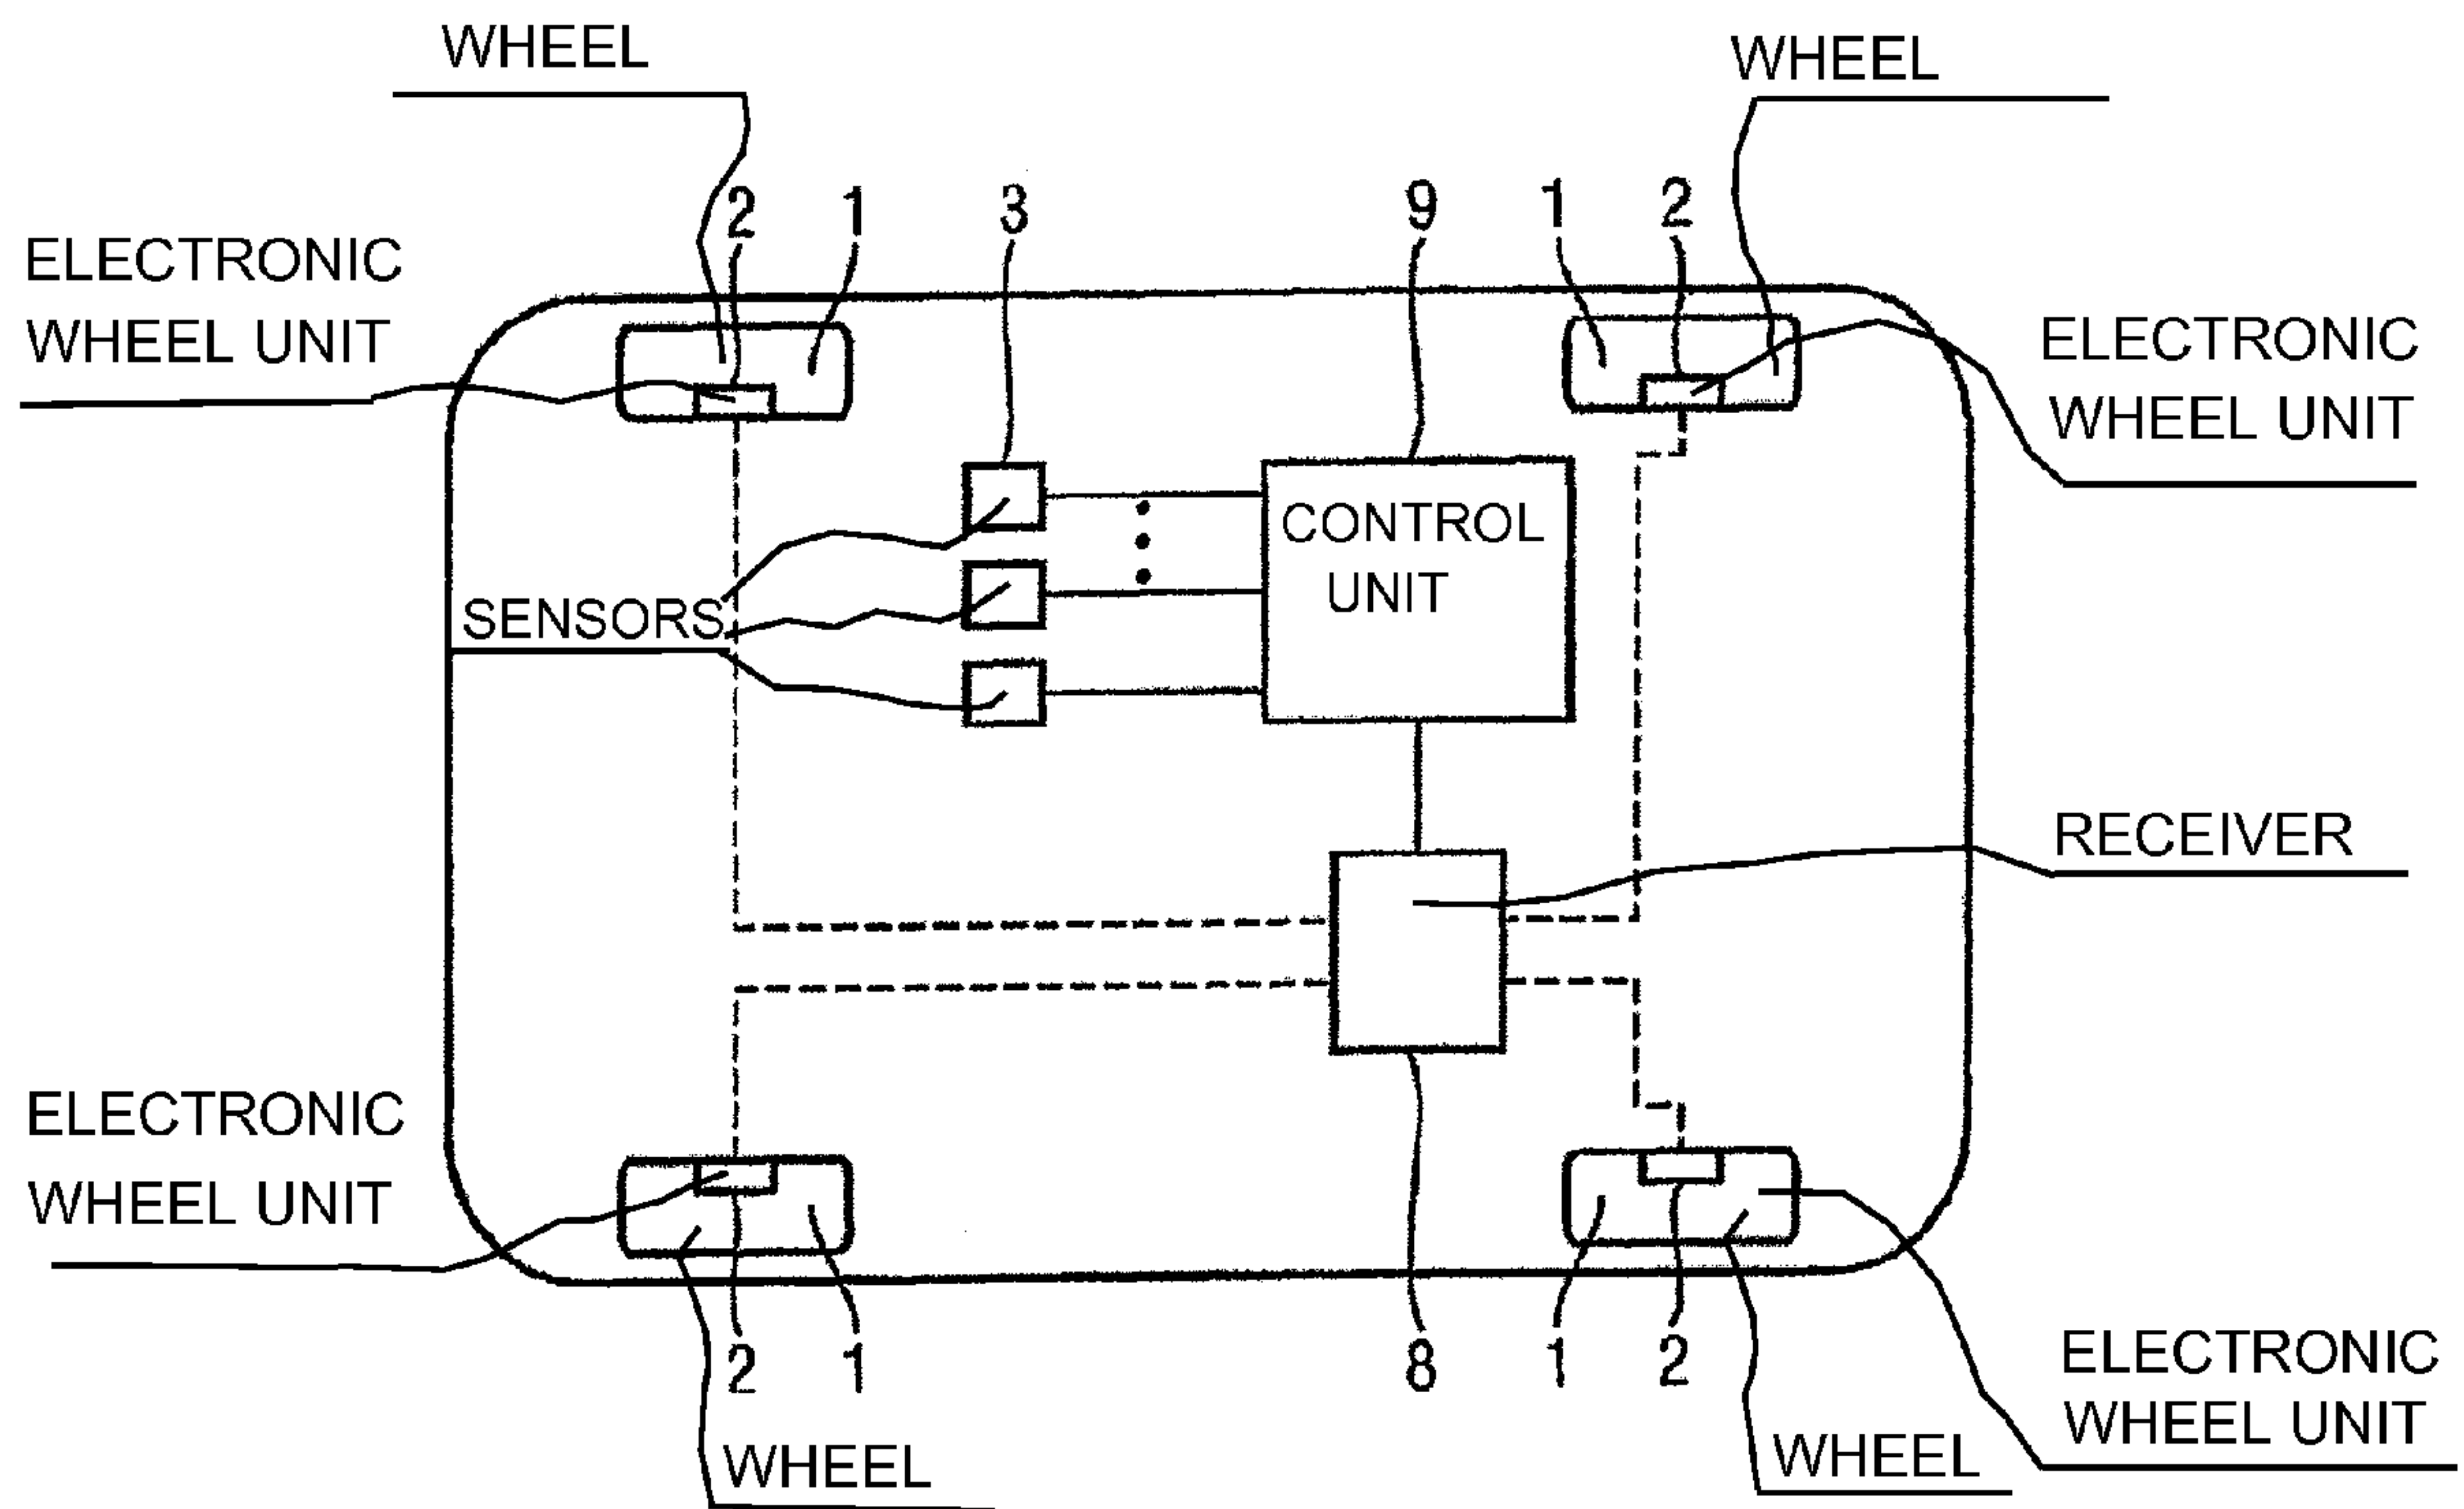 WHEEL
WHEEL
2
1
3
9
1
2
ELECTRONIC
WHEEL UNIT
ELECTRONIC
WHEEL UNIT
CONTROL
UNIT
SENSORS
RECEIVER
ELECTRONIC
WHEEL UNIT
2
1
8
1
2
ELECTRONIC
WHEEL UNIT
WHEEL
WHEEL